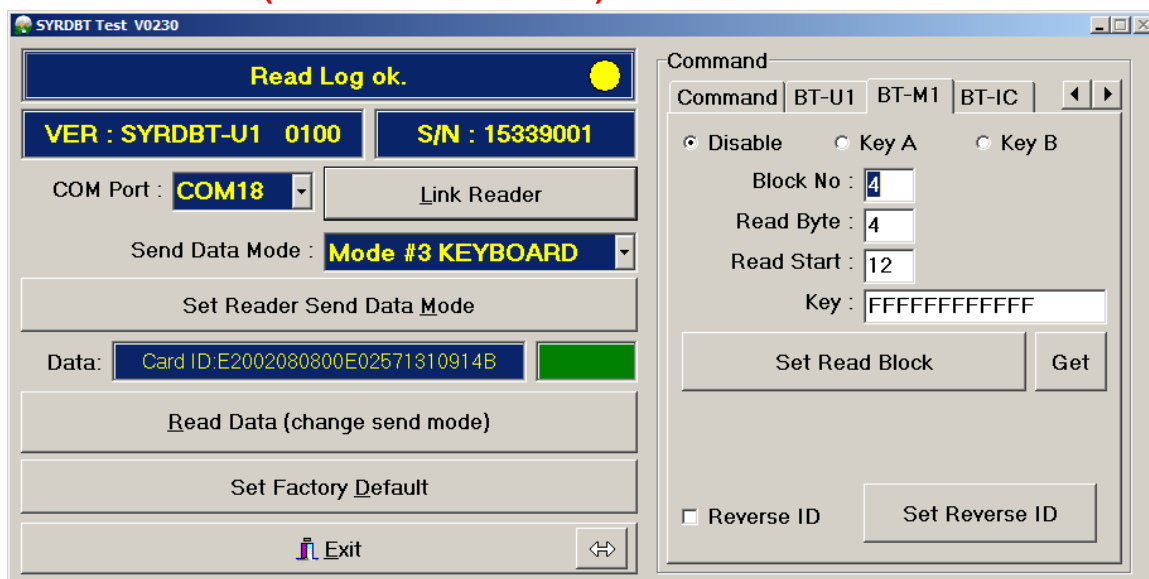 SYRDBT Test V0230
Read Log ok.
VER : SYRDBT-U1 0100
S/N : 15339001
COM Port :
COM18
Link Reader
Send Data Mode :
Mode #3 KEYBOARD
Set Reader Send Data Mode
Data:
Card ID:E2002080800E02571310914B
Read Data (change send mode)
Set Factory Default
Exit
Command
Command
BT-U1
BT-M1
BT-IC
Disable
Key A
Key B
Block No :
4
Read Byte :
4
Read Start :
12
Key :
FFFFFFFFFFFF
Set Read Block
Get
Reverse ID
Set Reverse ID